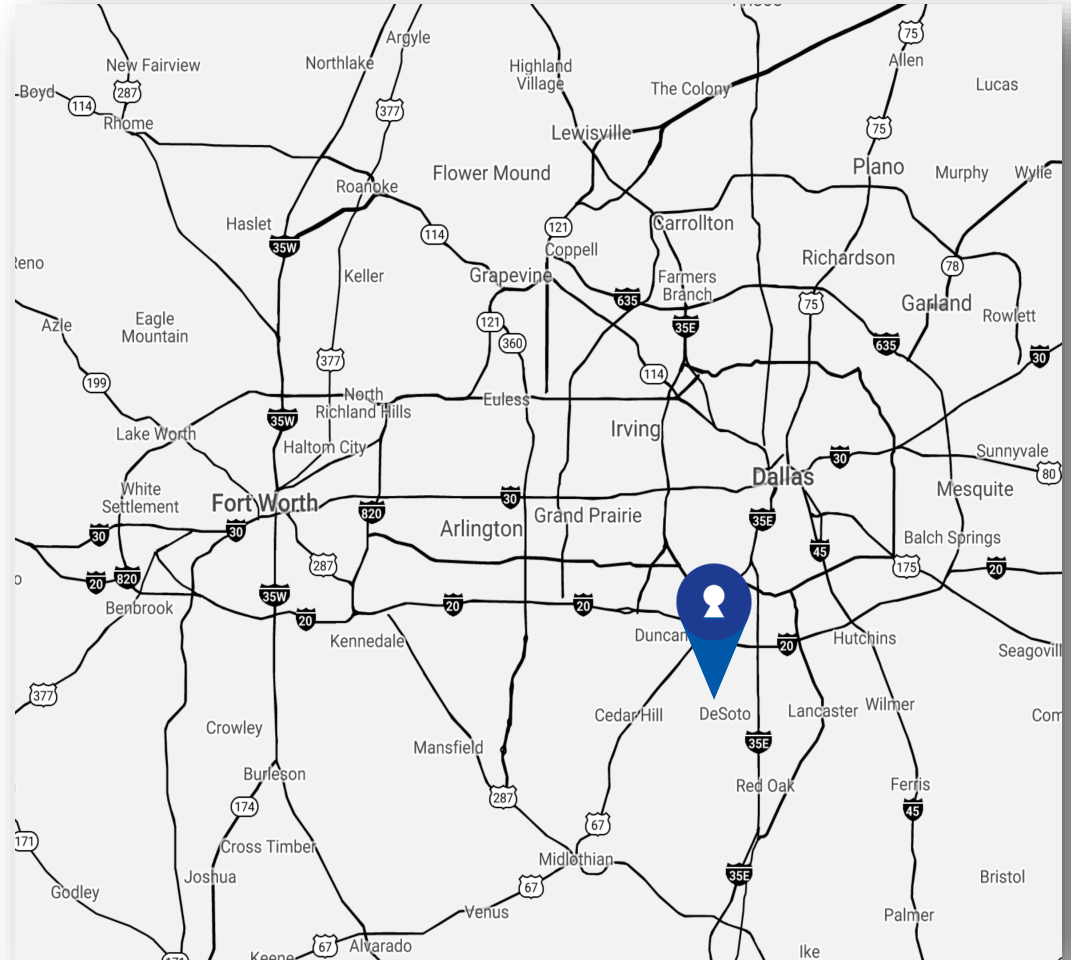 Argyle
75
New Fairview
Northlake
Highland
Village
Allen
Boyd
114
287
377
The Colony
Lucas
Rhome
Lewisville
75
Flower Mound
Plano
Murphy
Wylie
Roanoke
Haslet
35W
114
121
Coppell
Carrollton
Richardson
78
Keller
Grapevine
Farmers
Branch
635
75
Garland
Rowlett
Azle
Eagle
Mountain
121
360
35E
635
30
377
199
114
North
Richland Hills
Euless
35W
Lake Worth
Haltom City
Irving
30
Sunnyvale
80
White
Settlement
Fort Worth
30
Dallas
Mesquite
820
Arlington
Grand Prairie
35E
30
30
45
Balch Springs
287
175
20
20
820
35W
Benbrook
20
20
20
Kennedale
Duncan
20
Hutchins
Seagovill
377
Cedar Hill
DeSoto
Lancaster
Wilmer
Com
Crowley
Mansfield
35E
Burleson
Red Oak
Ferris
174
287
45
67
171
Cross Timber
Midlothian
Joshua
35E
Godley
67
Bristol
Venus
Palmer
67
Alvarado
Ike
Keene
171